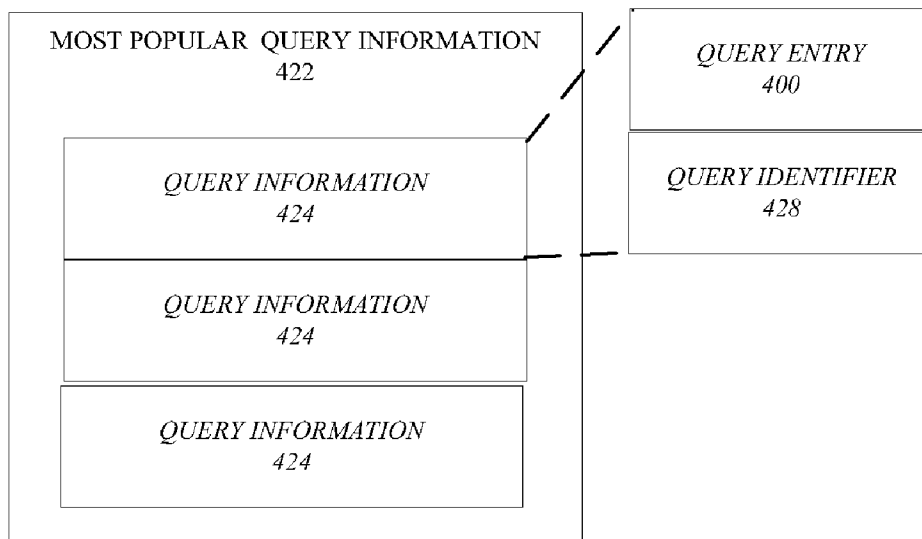 MOST POPULAR QUERY INFORMATION
422
QUERY INFORMATION
424
QUERY INFORMATION
424
QUERY INFORMATION
424
QUERY ENTRY
400
QUERY IDENTIFIER
428